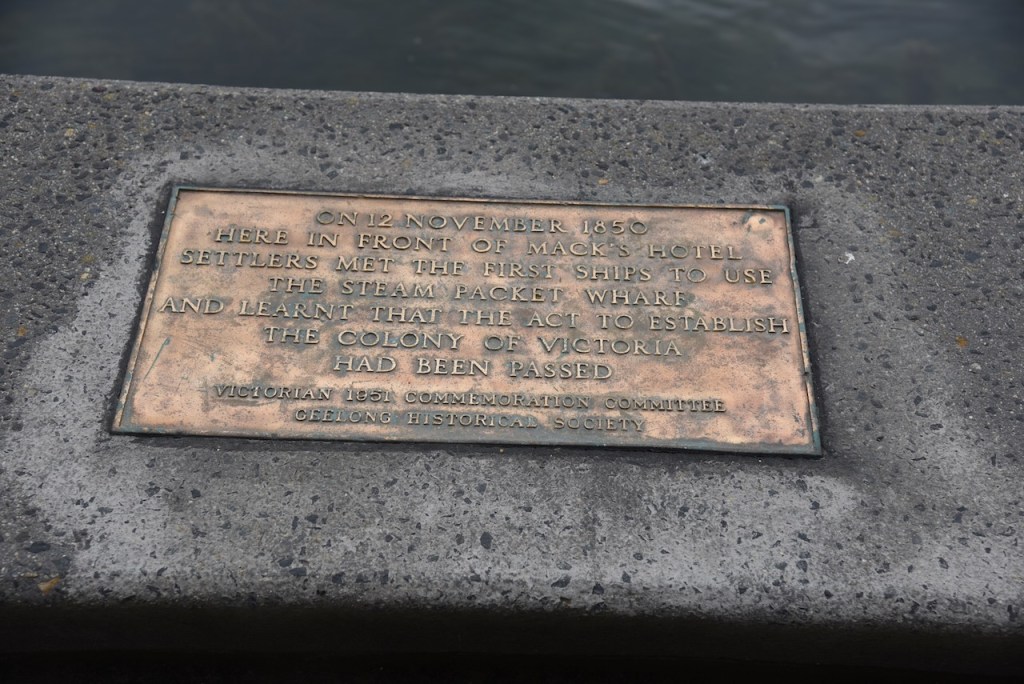 ON 12 NOVEMBER 1850
HERE IN FRONT OF MACK'S HOTEL
SETTLERS MET THE FIRST SHIPS TO USE
THE STEAM PACKET WHARF
AND LEARNT THAT THE ACT TO ESTABLISH
THE COLONY OF VICTORIA
HAD BEEN PASSED
VICTORIAN 1951 COMMEMORATION COMMITTEE
GEELONG HISTORICAL SOCIETY